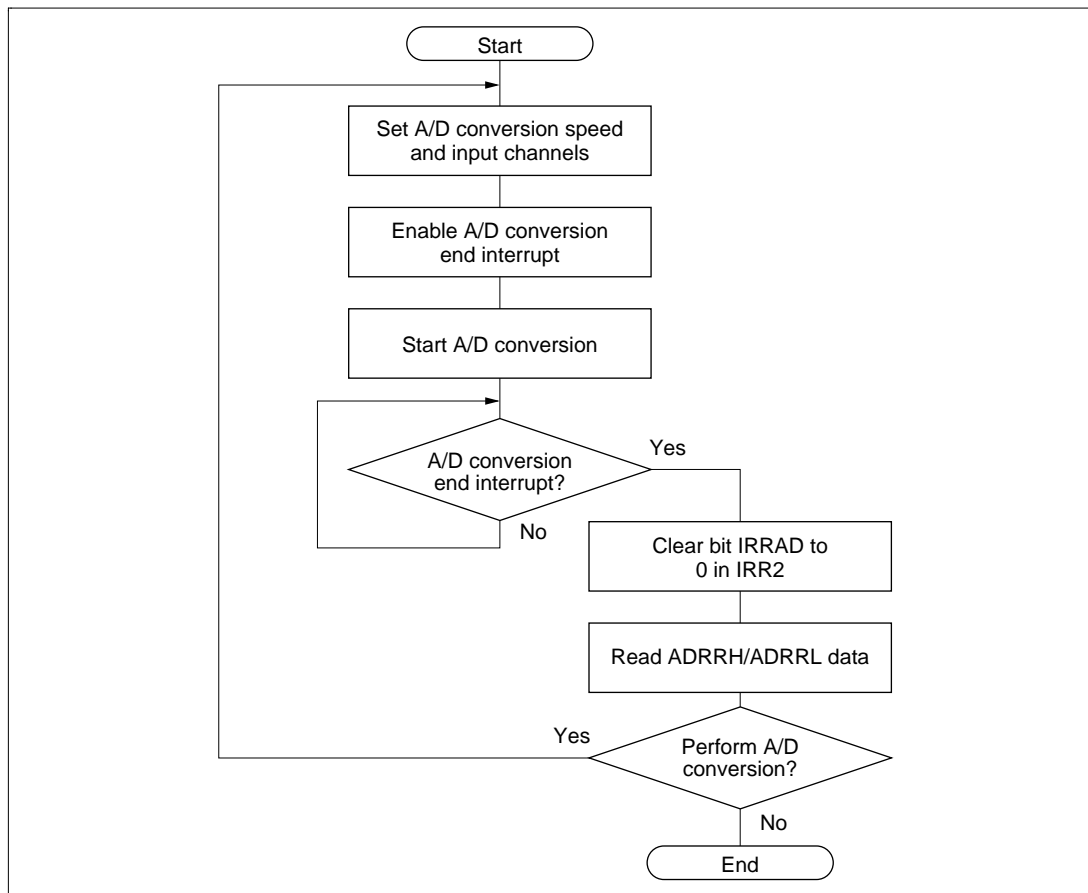 Start
Set A/D conversion speed
and input channels
Enable A/D conversion
end interrupt
Start A/D conversion
A/D conversion
end interrupt?
Yes
No
Clear bit IRRAD to
0 in IRR2
Read ADRRH/ADRRL data
Yes
Perform A/D
conversion?
No
End